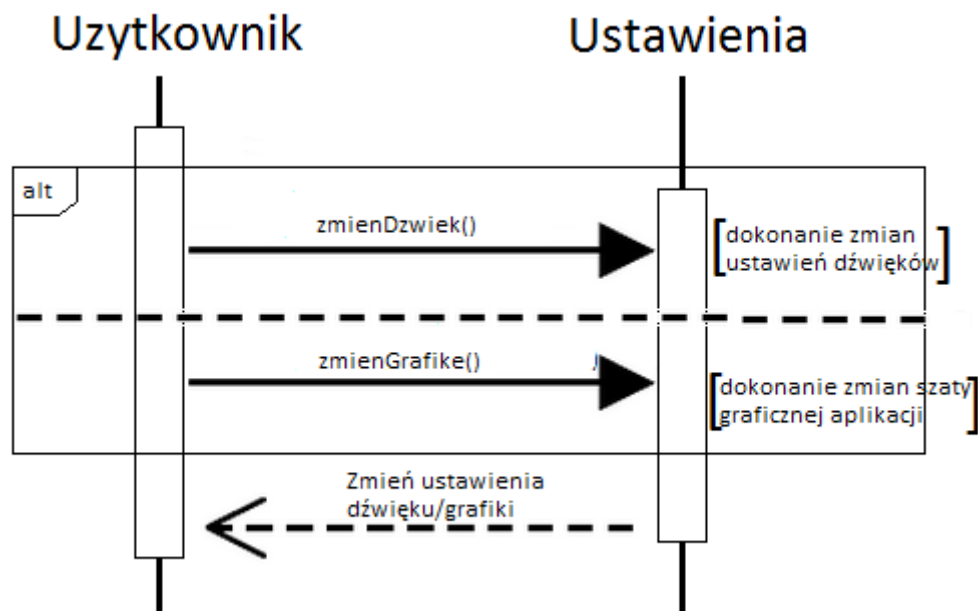 Uzytkownik
Ustawienia
alt
zmienDzwiek()
[dokonanie zmian
ustawień dźwięków]
zmienGrafike()
[dokonanie zmian szaty
graficznej aplikacji]
Zmień ustawienia
dźwięku/grafiki